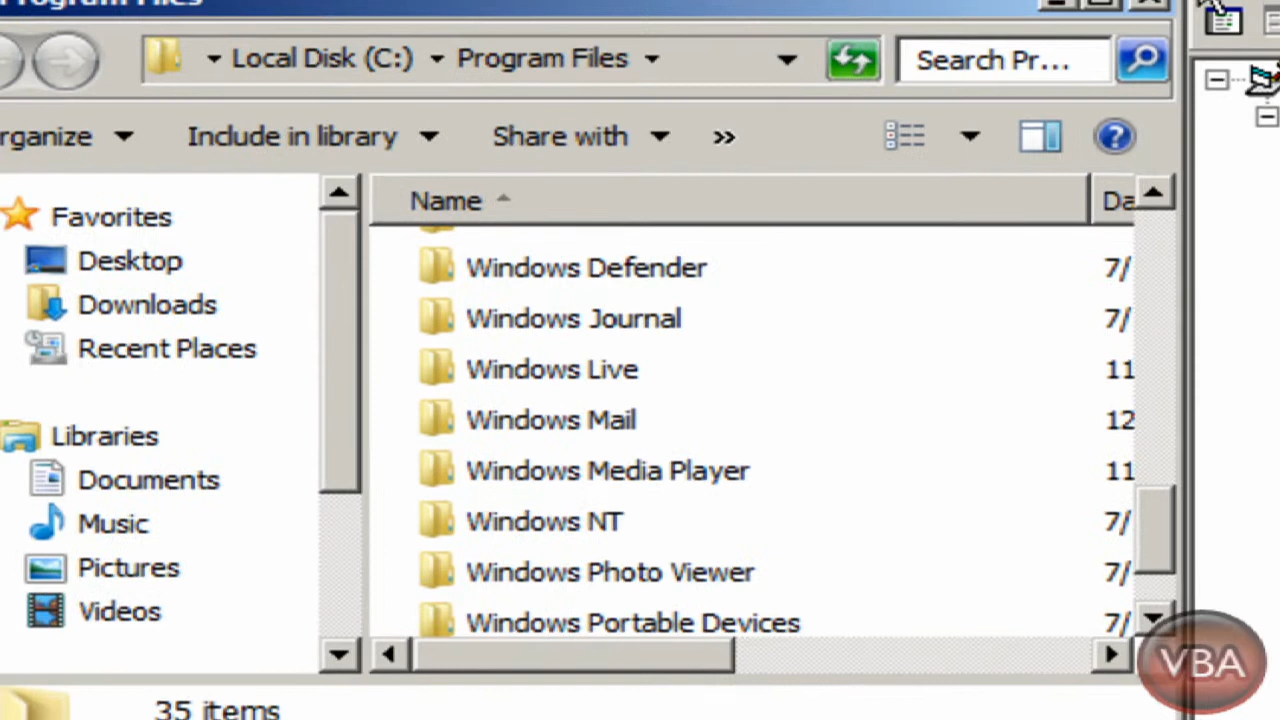 Program Files
Local Disk (C:) Program Files Search Pr...
rganize Include in library Share with »
Name Da
Favorites
Desktop
Downloads
Recent Places
Libraries
Documents
Music
Pictures
Videos
Windows Defender 7/
Windows Journal 7/
Windows Live 11
Windows Mail 12
Windows Media Player 11
Windows NT 7/
Windows Photo Viewer 7/
Windows Portable Devices 7/
35 items
VBA